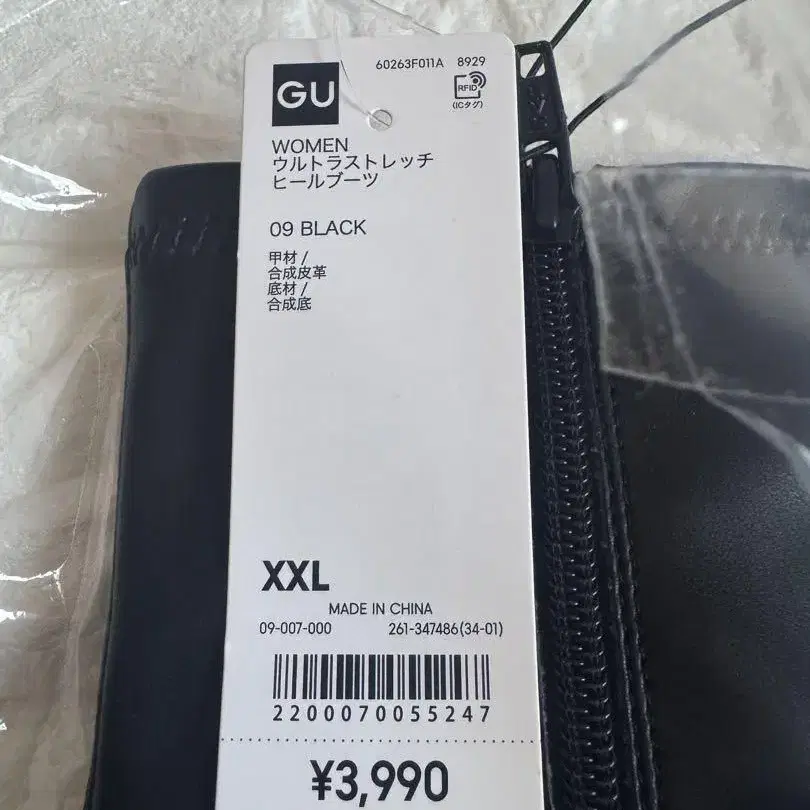 GU
60263F011A 8929
RFID
(ICタグ)
WOMEN
ウルトラストレッチ
ヒールブーツ
09 BLACK
甲材 /
合成皮革
底材 /
合成底
XXL
MADE IN CHINA
09-007-000 261-347486(34-01)
2200070055247
¥3,990